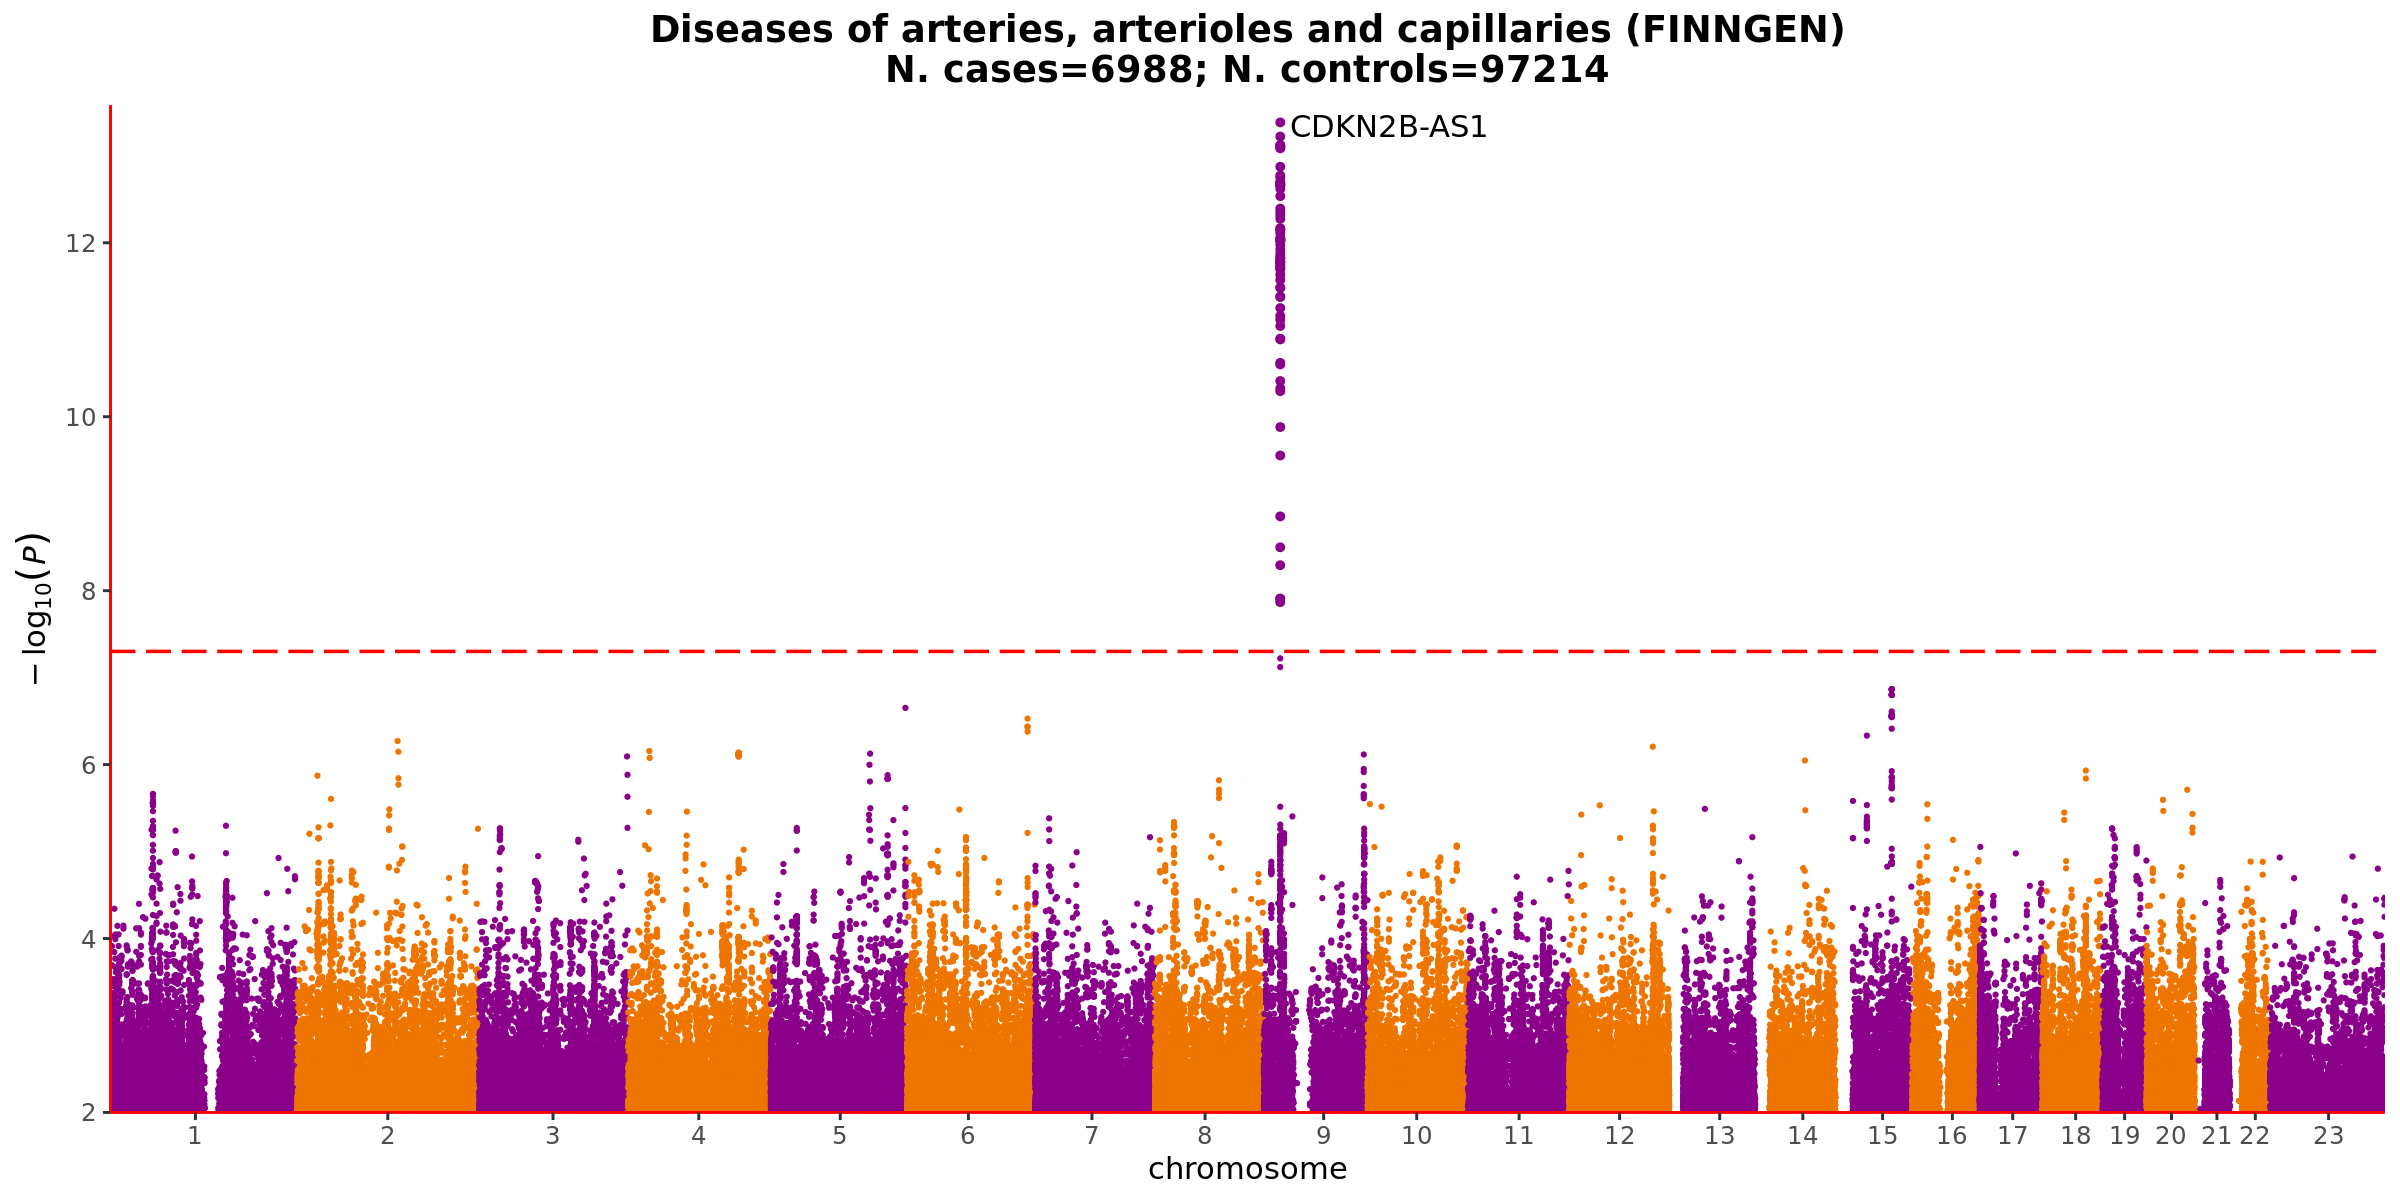 Diseases of arteries, arterioles and capillaries (FINNGEN)
N. cases=6988; N. controls=97214
CDKN2B-AS1
12
10
8
6
4
2
−log₁₀(P)
1 2 3 4 5 6 7 8 9 10 11 12 13 14 15 16 17 18 19 20 21 22 23
chromosome